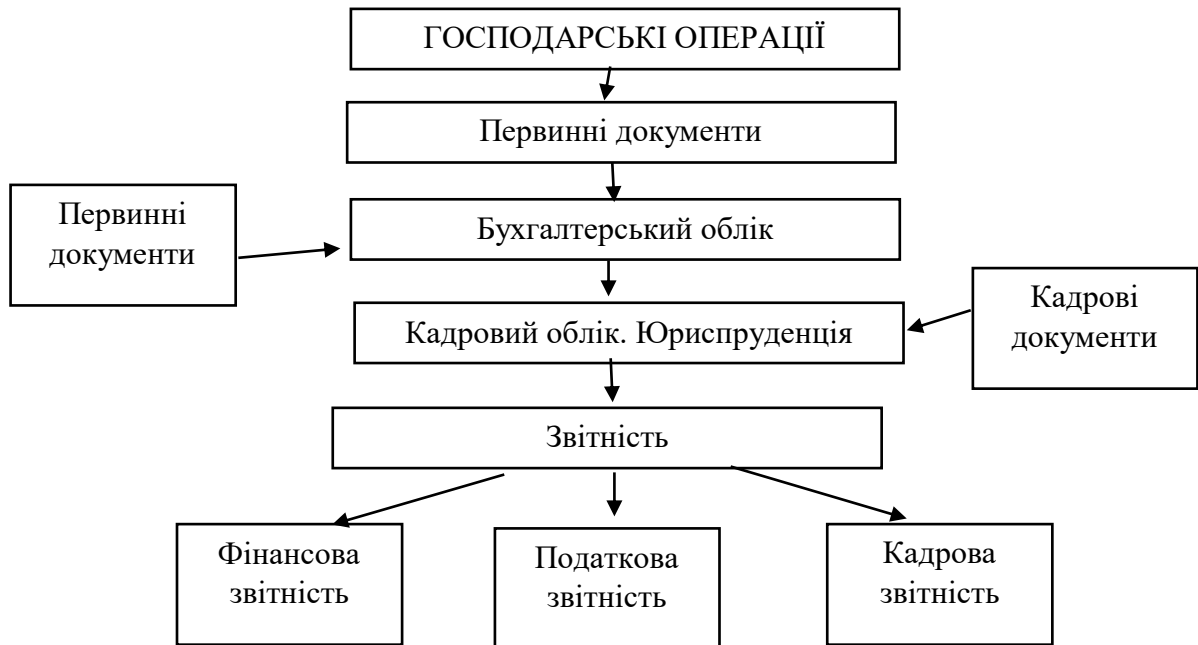 ГОСПОДАРСЬКІ ОПЕРАЦІЇ
Первинні документи
Первинні
документи
Бухгалтерський облік
Кадрові
документи
Кадровий облік. Юриспруденція
Звітність
Фінансова
звітність
Податкова
звітність
Кадрова
звітність